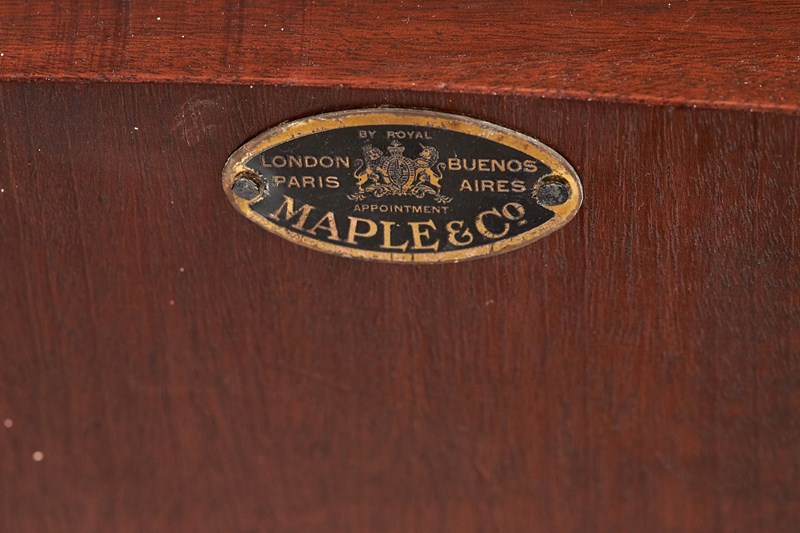 BY ROYAL
LONDON BUENOS
PARIS AIRES
APPOINTMENT
MAPLE & Cº